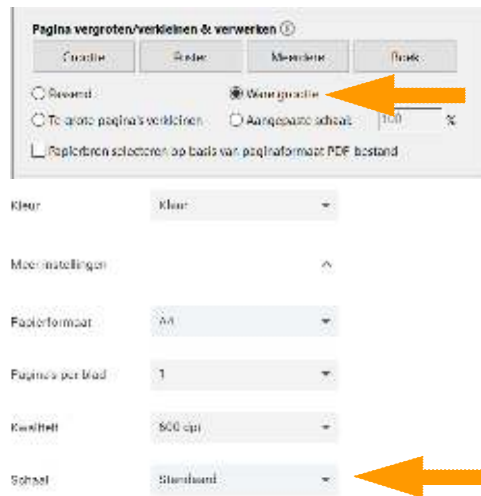 Pagina vergroten/verkleinen & verwerken
Grootte Poster Meerdere Boek
Passend Ware grootte
Te grote pagina's verkleinen Aangepaste schaal: 100 %
Papierbron selecteren op basis van paginaformaat PDF bestand
Kleur Kleur
Meer instellingen
Papierformaat A4
Pagina's per blad 1
Kwaliteit 600 dpi
Schaal Standaard